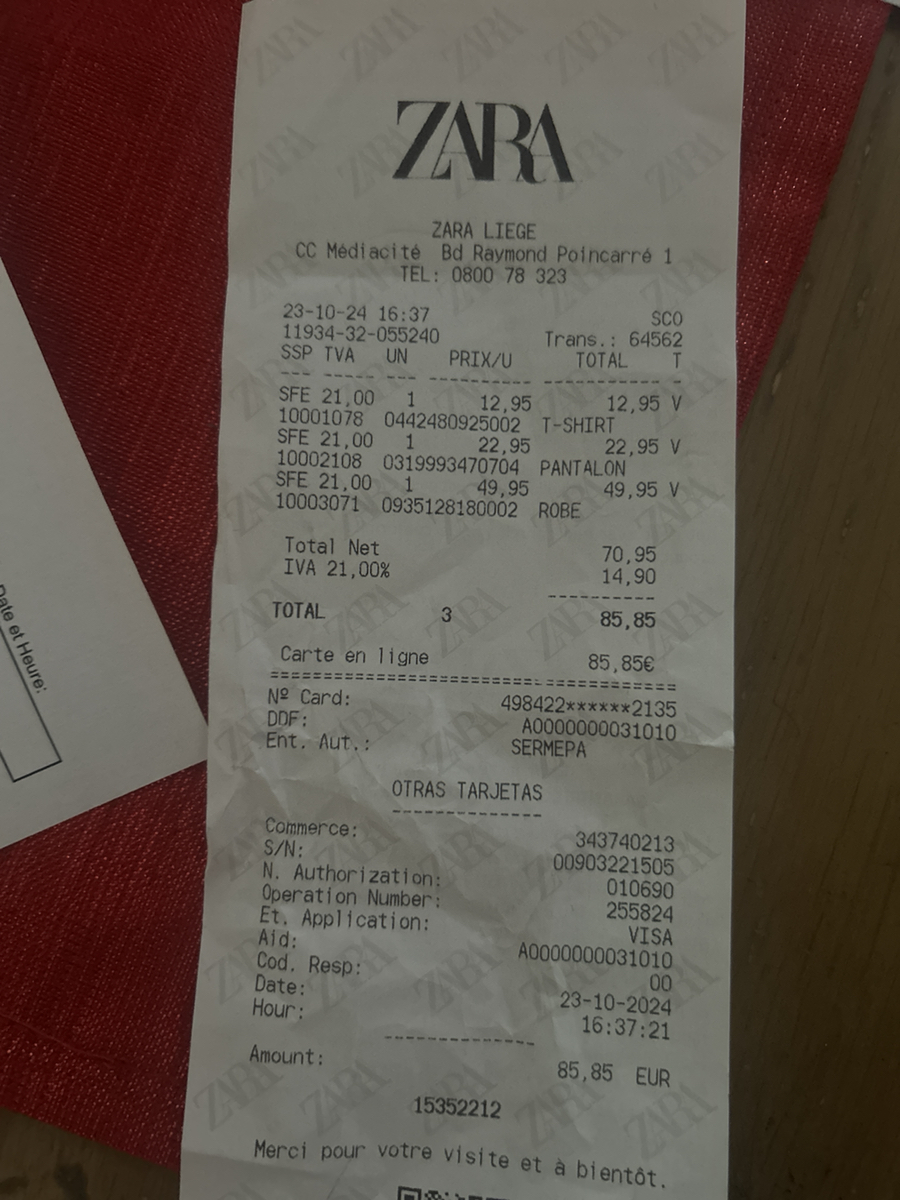 ZARA
ZARA LIEGE
CC Médiacité Bd Raymond Poincarré 1
TEL: 0800 78 323
23-10-24 16:37 SCO
11934-32-055240 Trans.: 64562
SSP TVA UN PRIX/U TOTAL T
--- ----- --- ---------- ----------- -
SFE 21,00 1 12,95 12,95 V
10001078 0442480925002 T-SHIRT
SFE 21,00 1 22,95 22,95 V
10002108 0319993470704 PANTALON
SFE 21,00 1 49,95 49,95 V
10003071 0935128180002 ROBE
Total Net 70,95
IVA 21,00% 14,90
----------
TOTAL 3 85,85
Carte en ligne 85,85€
========================================
Nº Card: 498422******2135
DDF: A0000000031010
Ent. Aut.: SERMEPA
OTRAS TARJETAS
---------------
Commerce: 343740213
S/N: 00903221505
N. Authorization: 010690
Operation Number: 255824
Et. Application: VISA
Aid: A0000000031010
Cod. Resp: 00
Date: 23-10-2024
Hour: 16:37:21
---------------
Amount: 85,85 EUR
15352212
Merci pour votre visite et à bientôt.
Date et Heure: